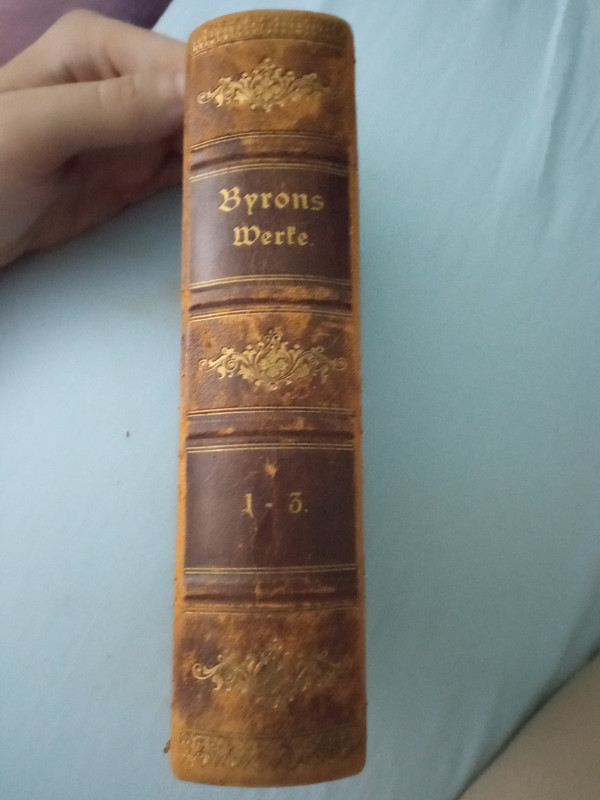 Byrons
Werke.
1 - 3.